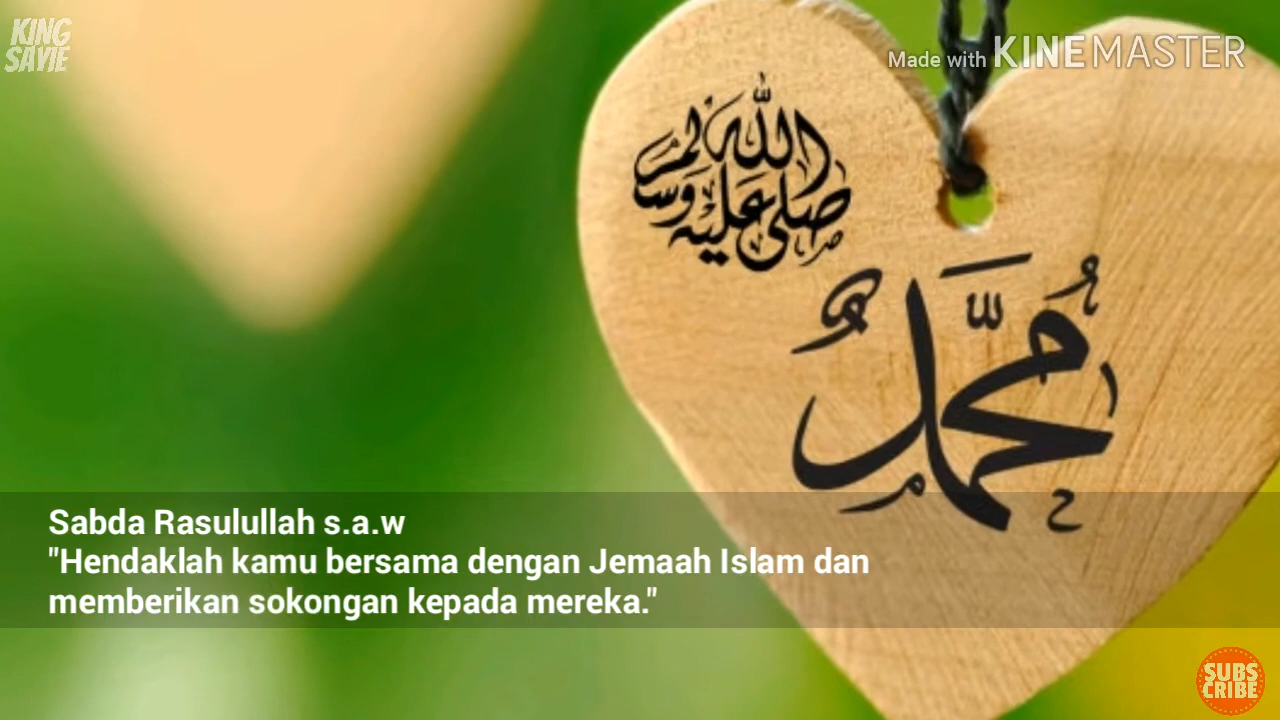 KING
SAVIE
Made with KINEMASTER
صلى الله عليه وسلم
محمد
Sabda Rasulullah s.a.w
"Hendaklah kamu bersama dengan Jemaah Islam dan
memberikan sokongan kepada mereka."
SUBS
CRIBE